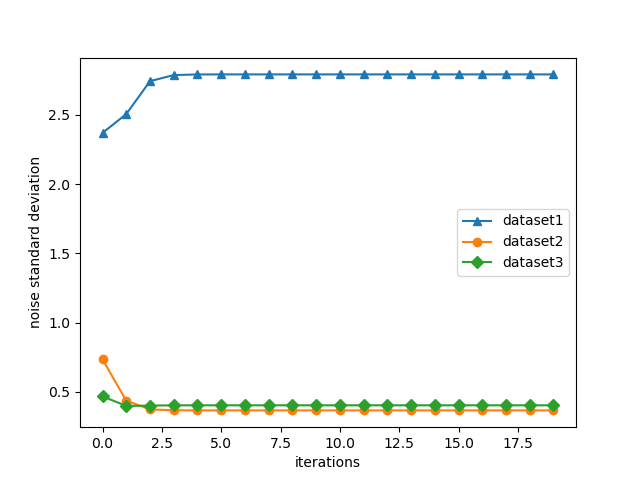 2.5
2.0
1.5
1.0
0.5
noise standard deviation
dataset1
dataset2
dataset3
0.0 2.5 5.0 7.5 10.0 12.5 15.0 17.5
iterations